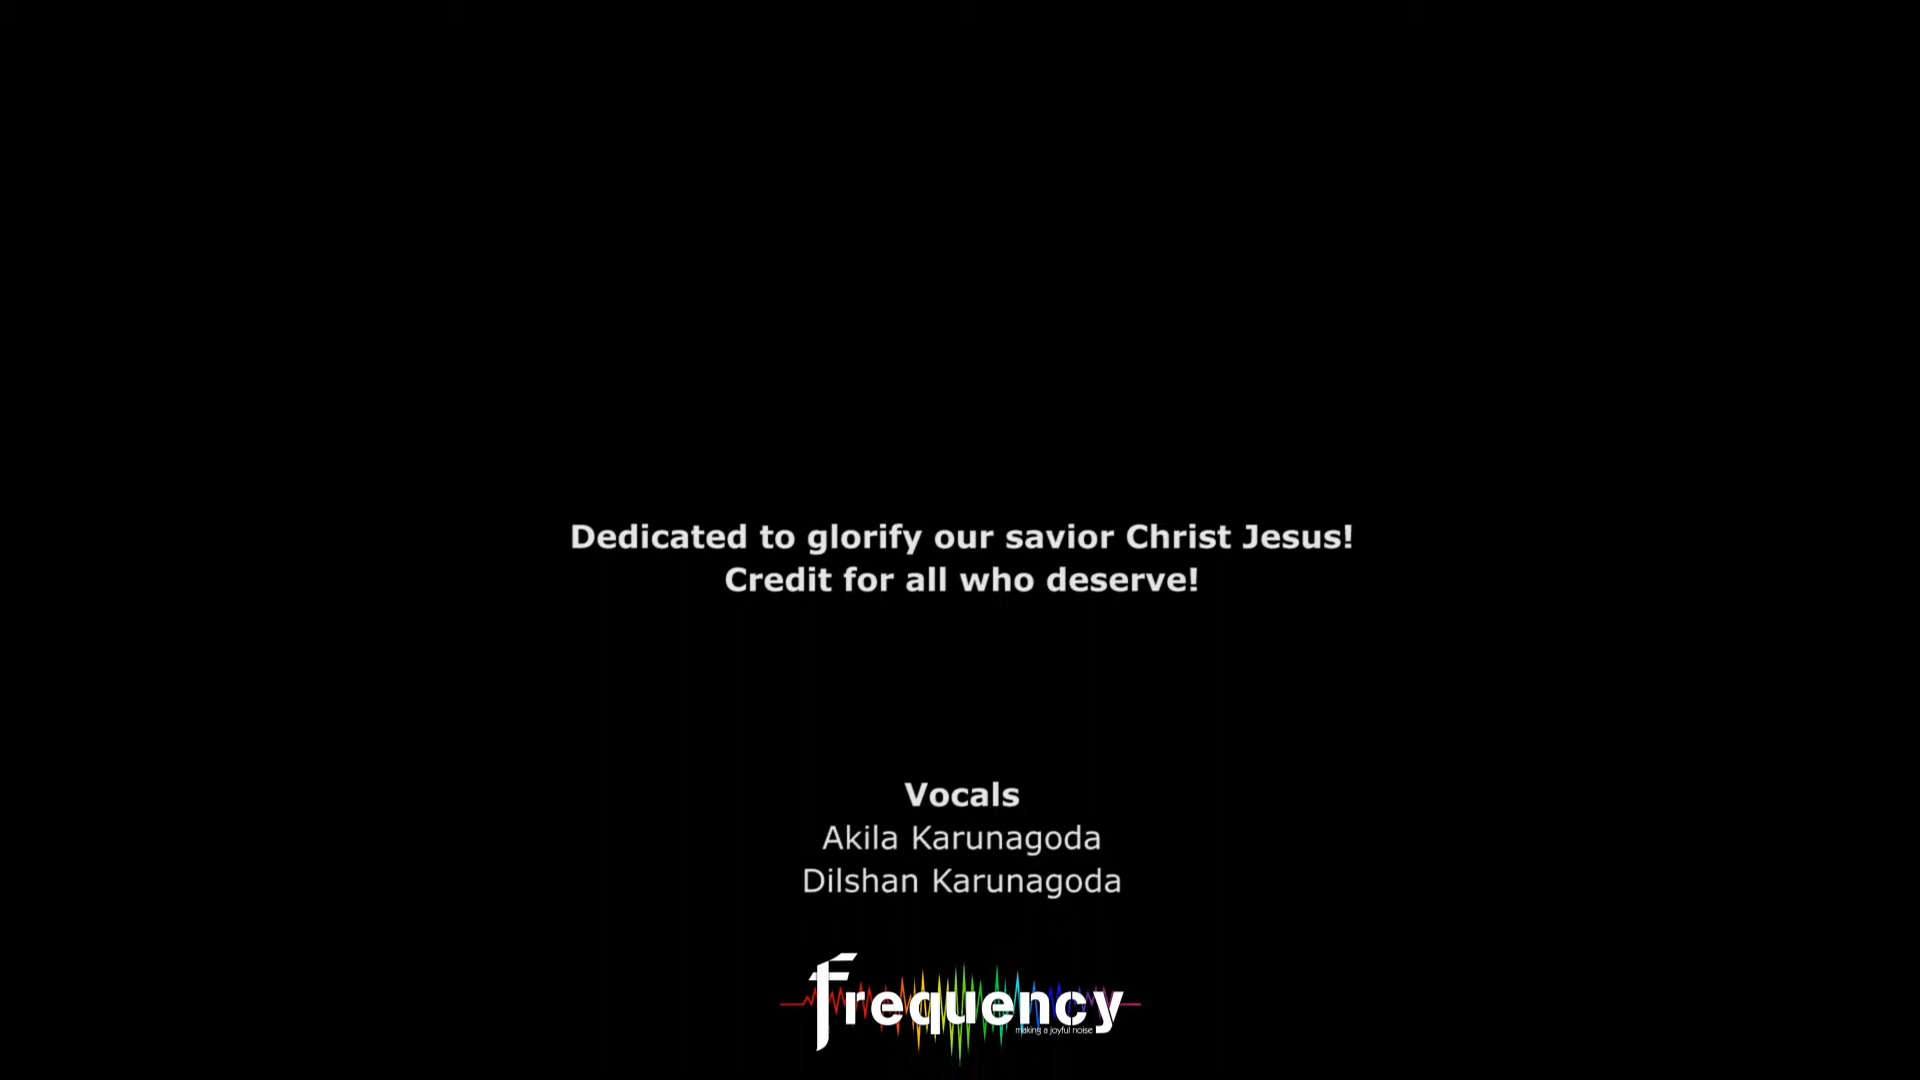 Dedicated to glorify our savior Christ Jesus!
Credit for all who deserve!
Vocals
Akila Karunagoda
Dilshan Karunagoda
frequency
making a joyful noise